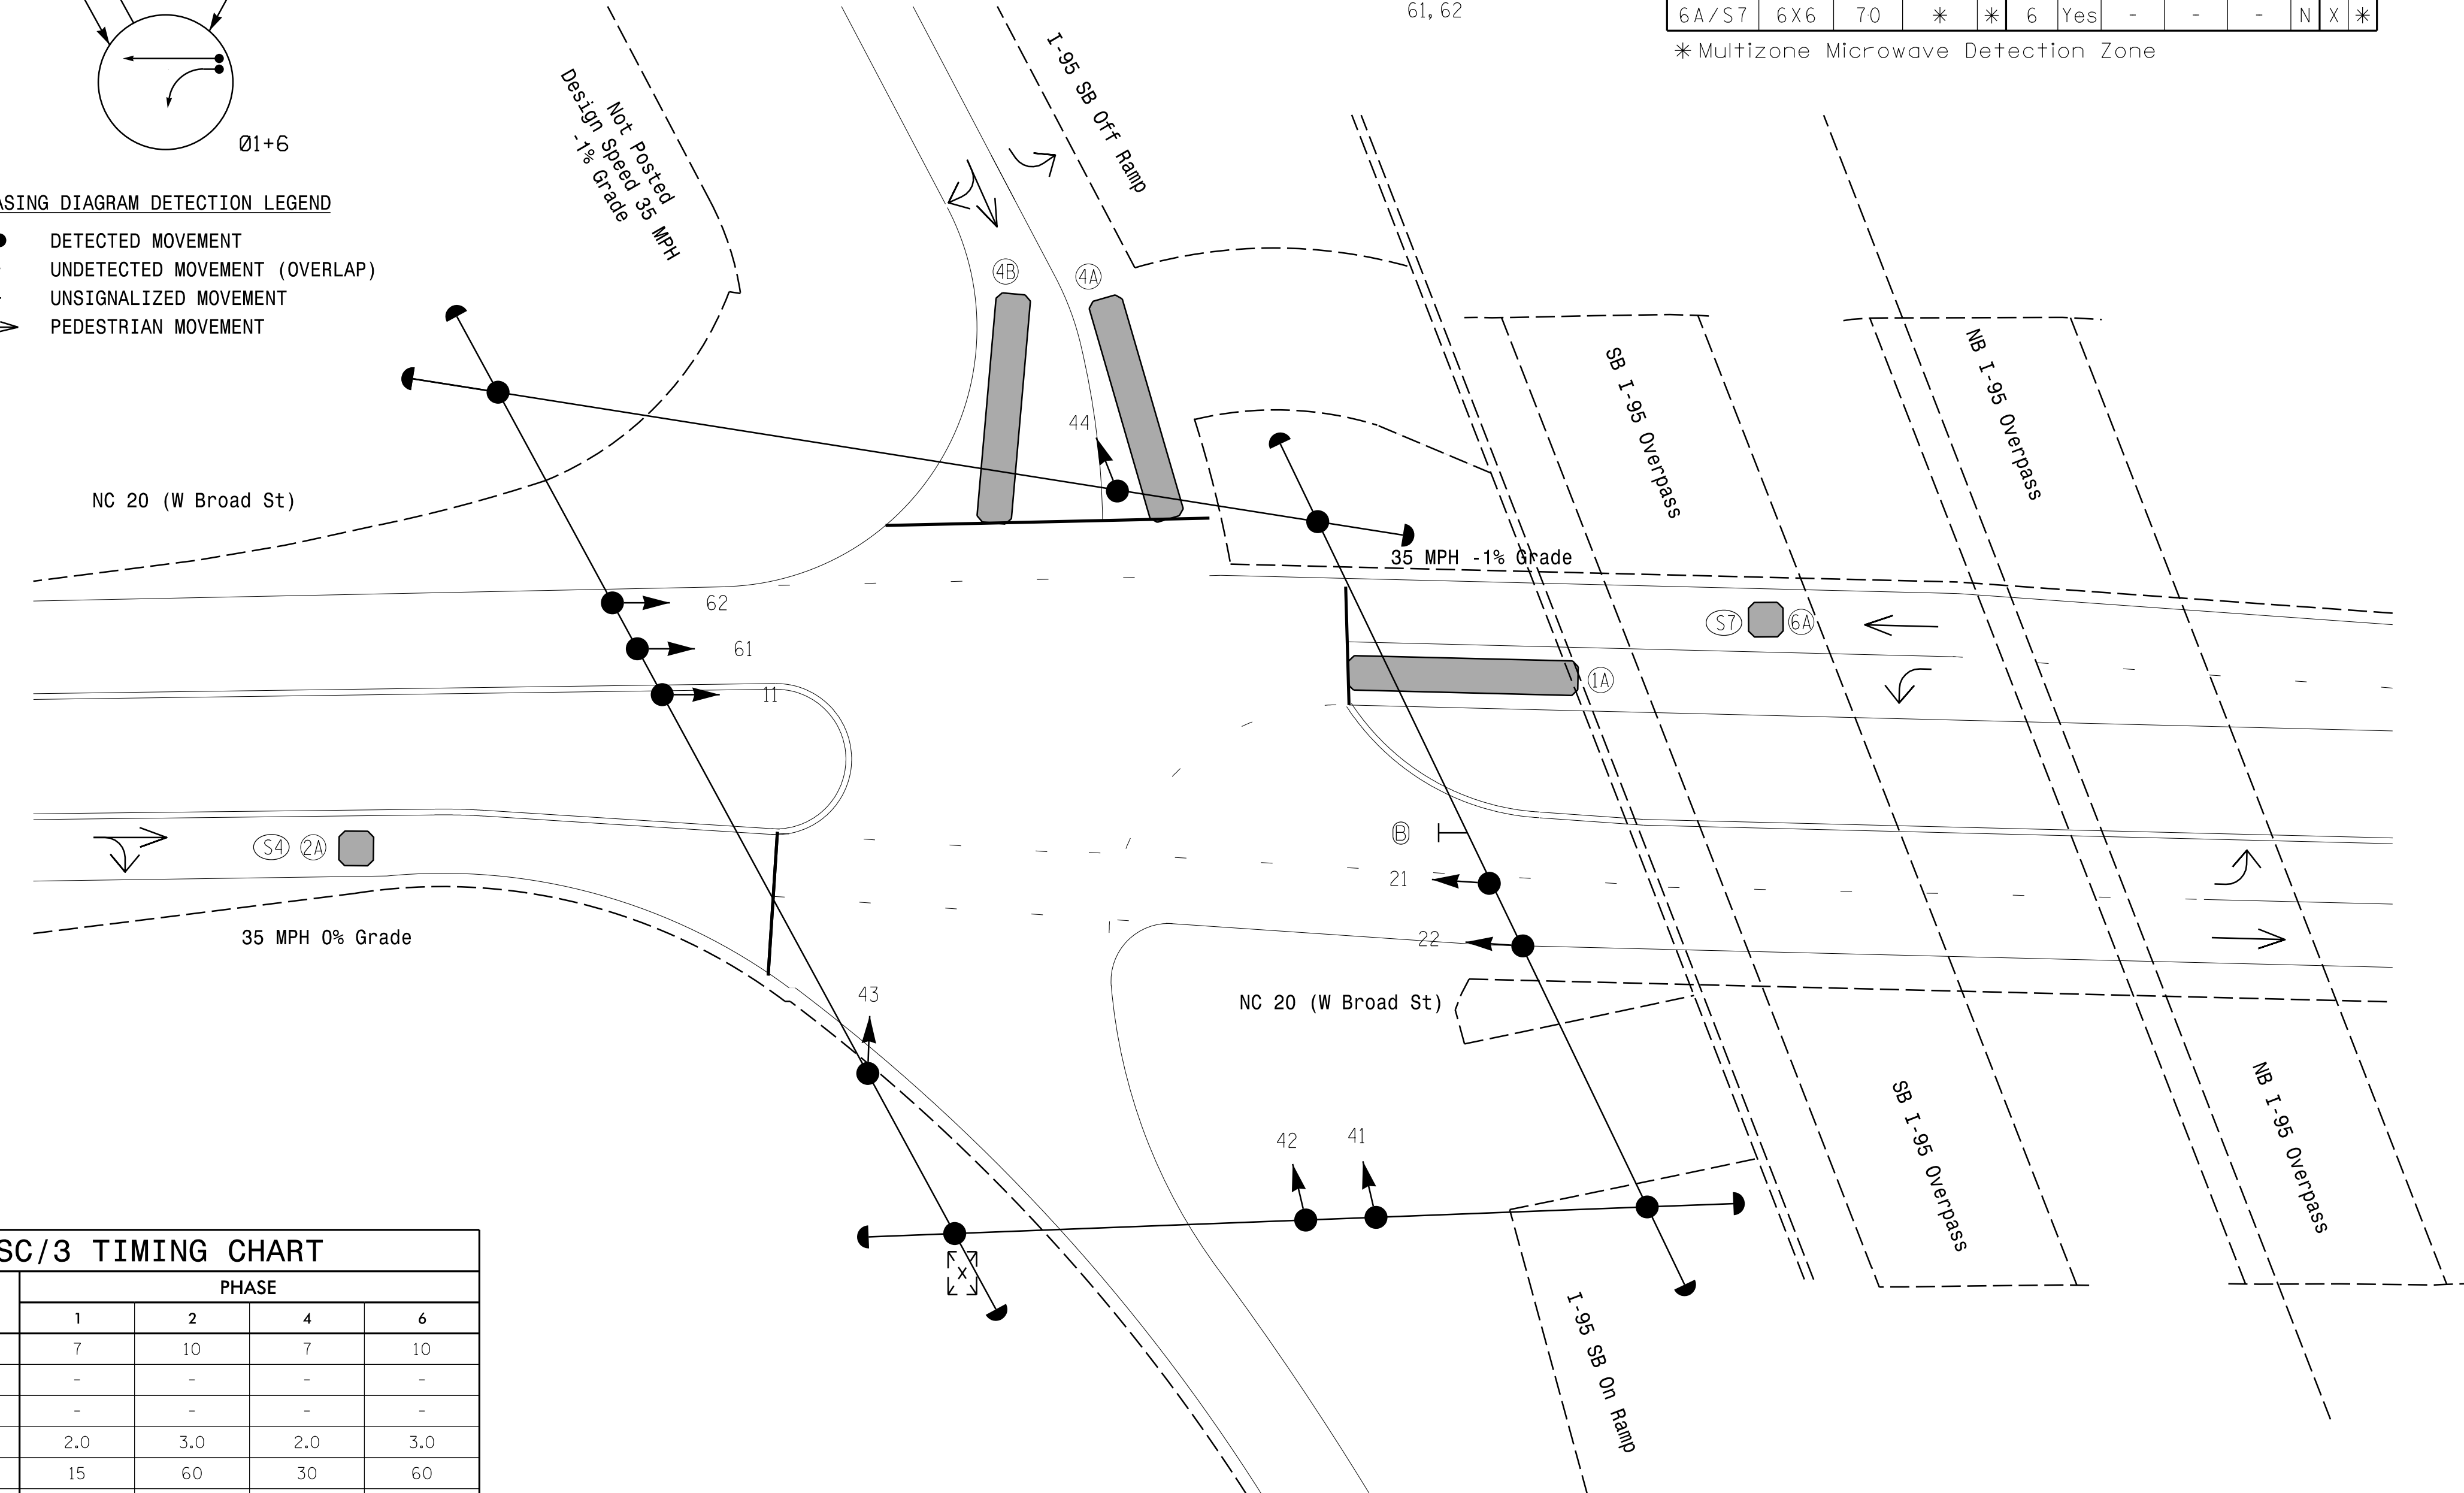 61, 62
6A/S7 6X6 70 * * 6 Yes - - - N X *
* Multizone Microwave Detection Zone
Ø1+6
ASING DIAGRAM DETECTION LEGEND
DETECTED MOVEMENT
UNDETECTED MOVEMENT (OVERLAP)
UNSIGNALIZED MOVEMENT
PEDESTRIAN MOVEMENT
Not Posted
Design Speed 35 MPH
-1% Grade
I-95 SB Off Ramp
4B
4A
44
SB I-95 Overpass
NB I-95 Overpass
NC 20 (W Broad St)
35 MPH -1% Grade
62
61
11
S7
6A
1A
S4
2A
B
21
22
35 MPH 0% Grade
43
NC 20 (W Broad St)
42
41
X
SB I-95 Overpass
NB I-95 Overpass
I-95 SB On Ramp
SC/3 TIMING CHART
PHASE
1 2 4 6
7 10 7 10
- - - -
- - - -
2.0 3.0 2.0 3.0
15 60 30 60